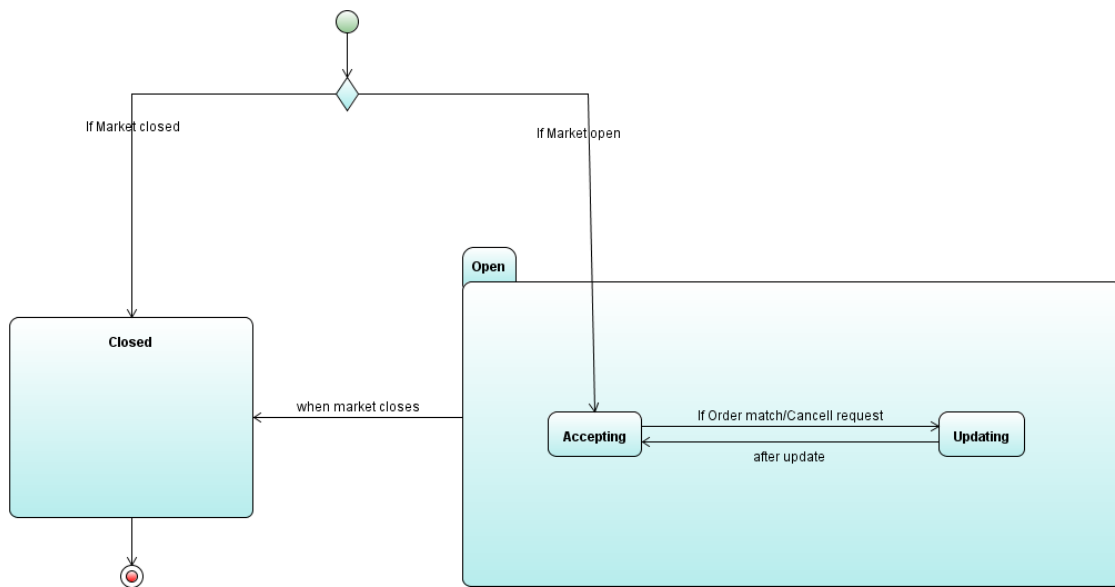 If Market closed
If Market open
Open
Closed
when market closes
Accepting
If Order match/Cancell request
Updating
after update